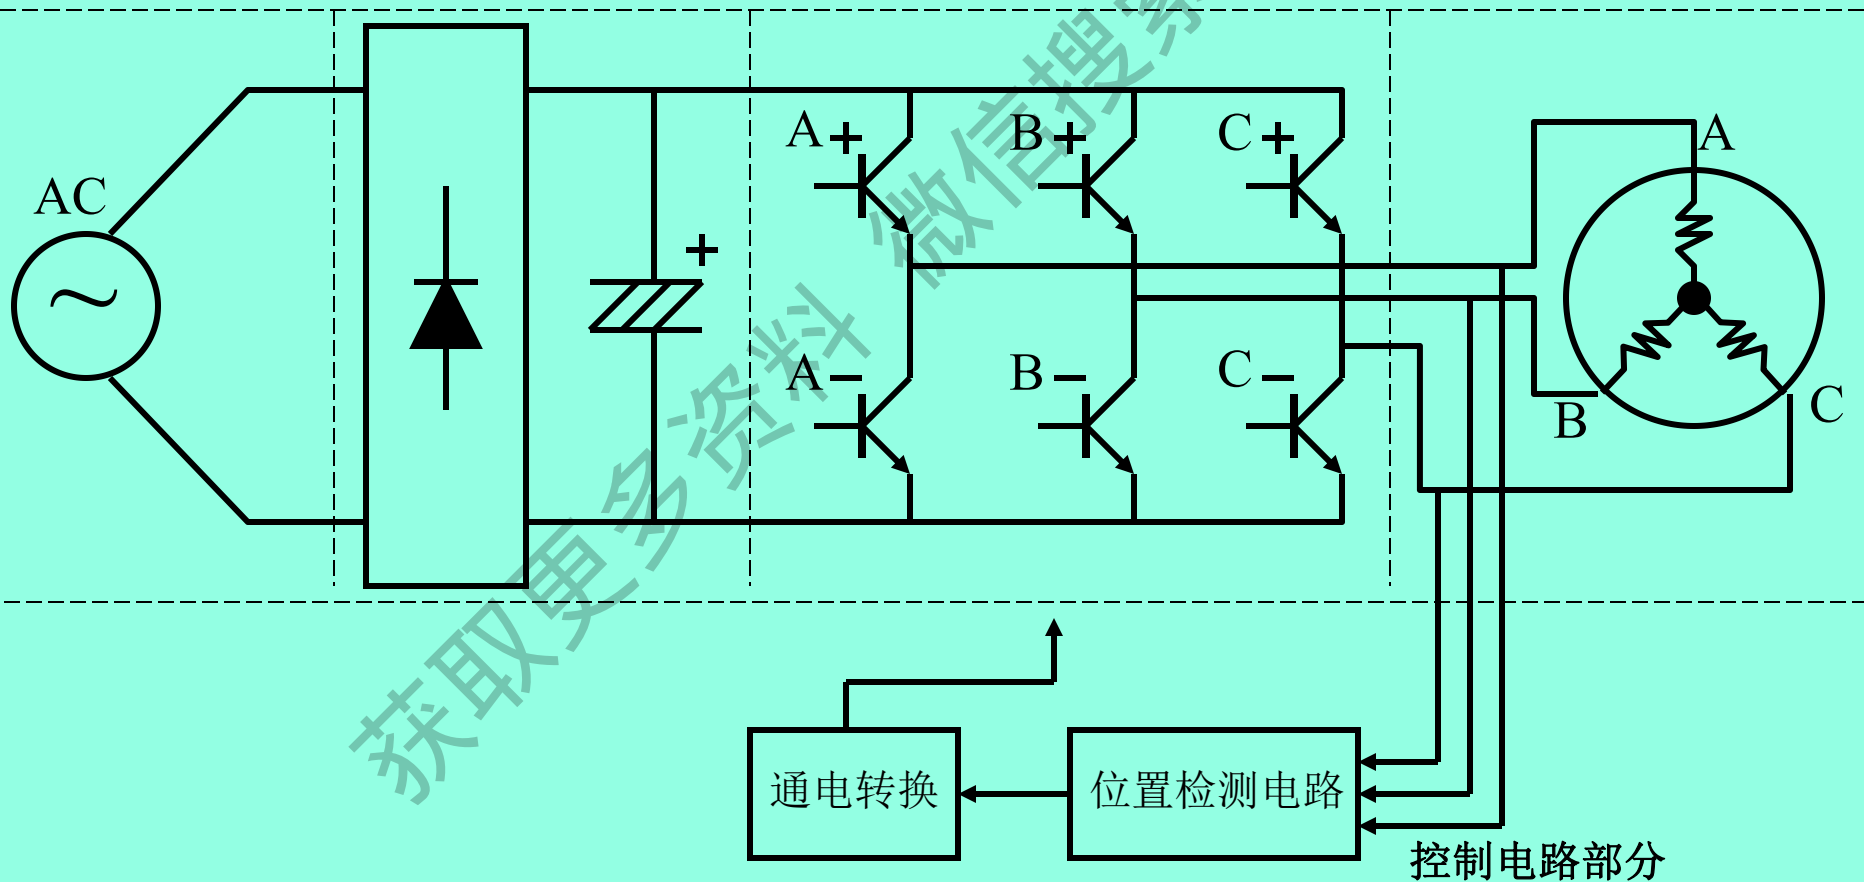 AC
~
+
A+
B+
C+
A−
B−
C−
A
B
C
通电转换
位置检测电路
控制电路部分
获取更多资料 微信搜索